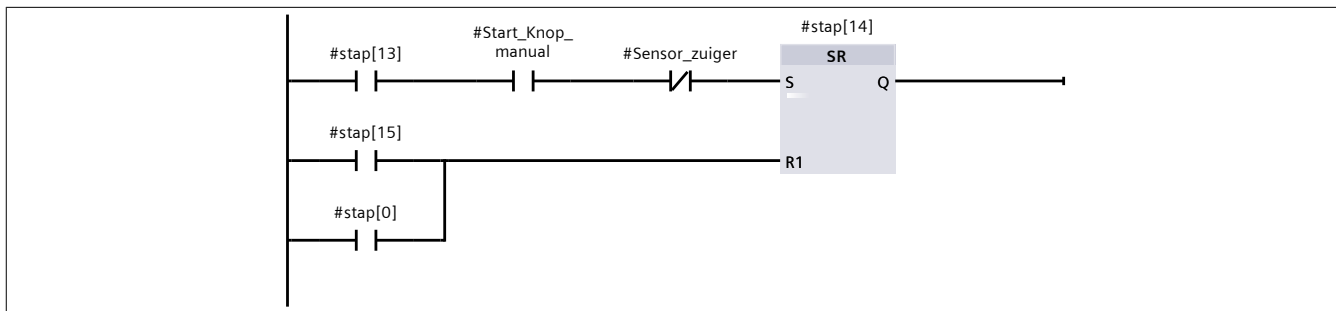 #stap[14]
#stap[13]
#Start_Knop_
manual
#Sensor_zuiger
SR
S
Q
#stap[15]
R1
#stap[0]